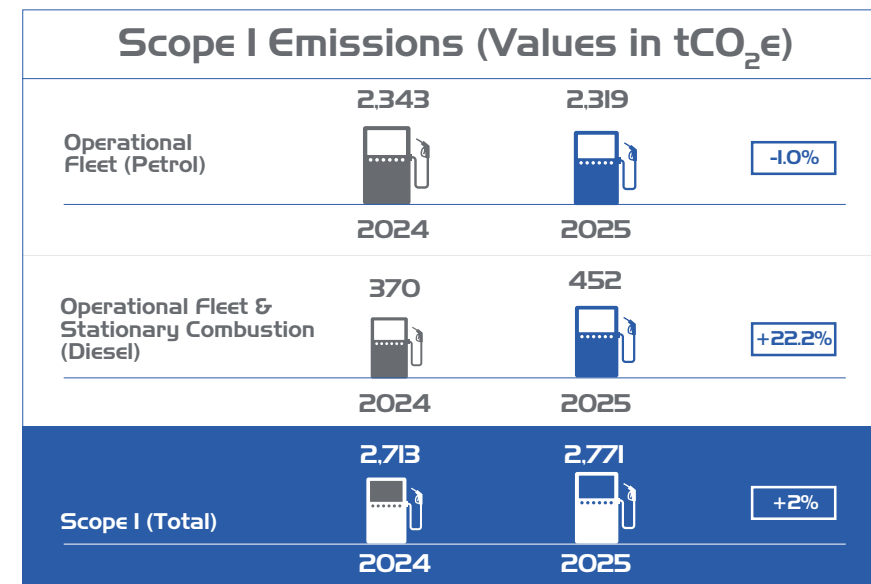 Scope 1 Emissions (Values in tCO₂e)
2,343 2,319
Operational
Fleet (Petrol)
-1.0%
2024 2025
370 452
Operational Fleet &
Stationary Combustion
(Diesel)
+22.2%
2024 2025
2,713 2,771
Scope 1 (Total)
+2%
2024 2025